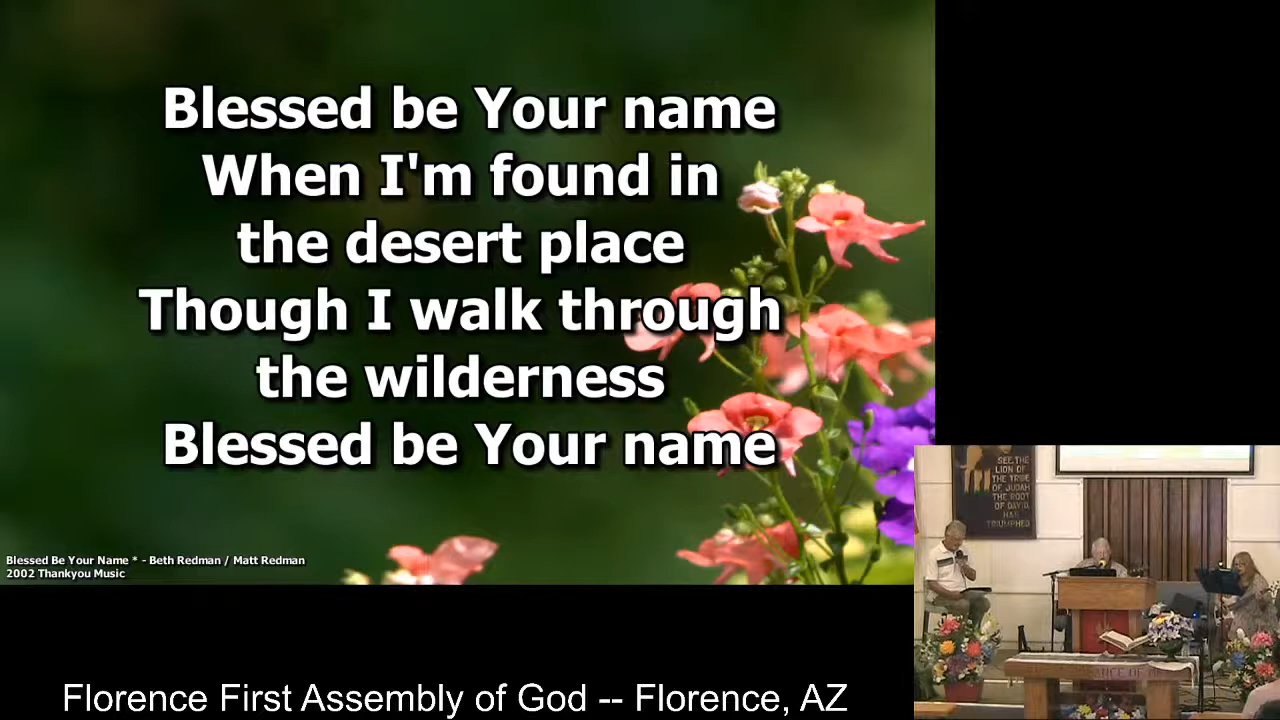 Blessed be Your name
When I'm found in
the desert place
Though I walk through
the wilderness
Blessed be Your name
Blessed Be Your Name * - Beth Redman / Matt Redman
2002 Thankyou Music
SEE, THE
LION OF
THE TRIBE
OF JUDAH
THE ROOT
OF DAVID,
HAS
TRIUMPHED
Florence First Assembly of God -- Florence, AZ